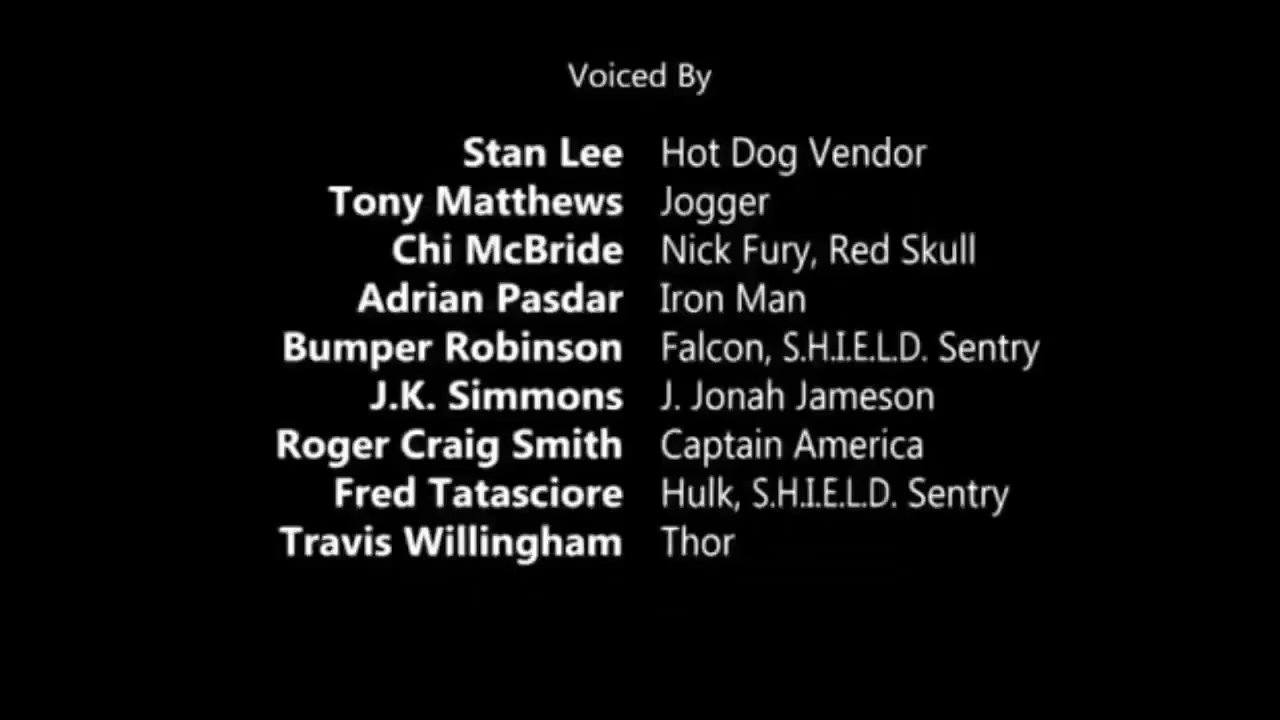 Voiced By
Stan Lee Hot Dog Vendor
Tony Matthews Jogger
Chi McBride Nick Fury, Red Skull
Adrian Pasdar Iron Man
Bumper Robinson Falcon, S.H.I.E.L.D. Sentry
J.K. Simmons J. Jonah Jameson
Roger Craig Smith Captain America
Fred Tatasciore Hulk, S.H.I.E.L.D. Sentry
Travis Willingham Thor